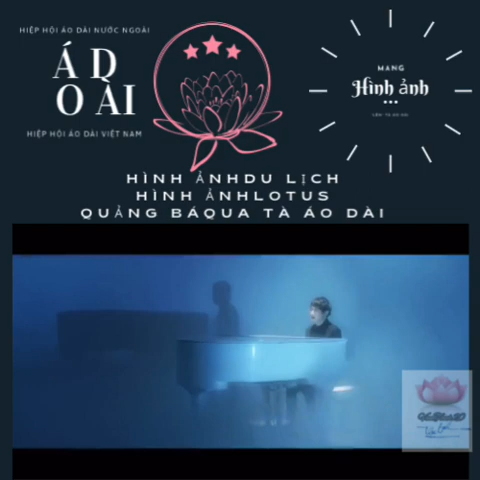 HIỆP HỘI ÁO DÀI NƯỚC NGOÀI
Á D
O ÀI
HIỆP HỘI ÁO DÀI VIỆT NAM
MANG
Hình ảnh
HÌNH ẢNHDU LỊCH
HÌNH ẢNHLOTUS
QUẢNG BÁQUA TÀ ÁO DÀI